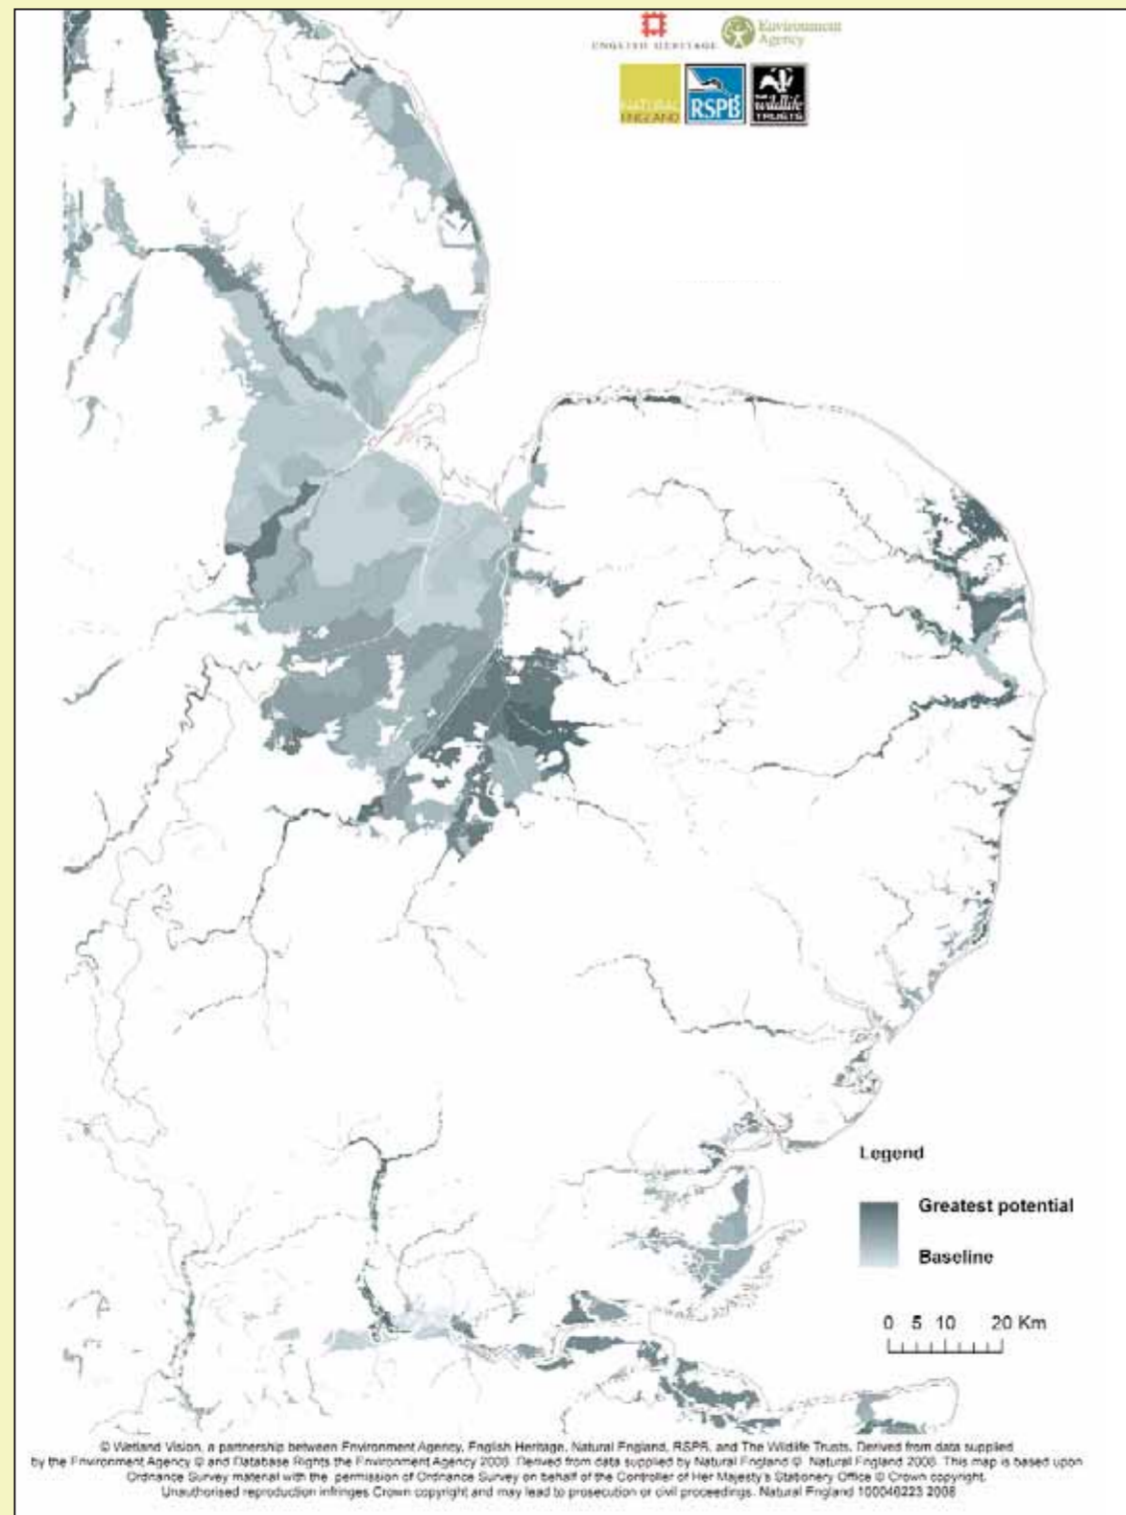 ENGLISH HERITAGE
Environment
Agency
NATURAL
ENGLAND
RSPB
THE
wildlife
TRUSTS
Legend
Greatest potential
Baseline
0 5 10 20 Km
© Wetland Vision, a partnership between Environment Agency, English Heritage, Natural England, RSPB, and The Wildlife Trusts. Derived from data supplied
by the Environment Agency © and Database Rights the Environment Agency 2008. Derived from data supplied by Natural England © Natural England 2008. This map is based upon
Ordnance Survey material with the permission of Ordnance Survey on behalf of the Controller of Her Majesty's Stationery Office © Crown copyright.
Unauthorised reproduction infringes Crown copyright and may lead to prosecution or civil proceedings. Natural England 100046223 2008